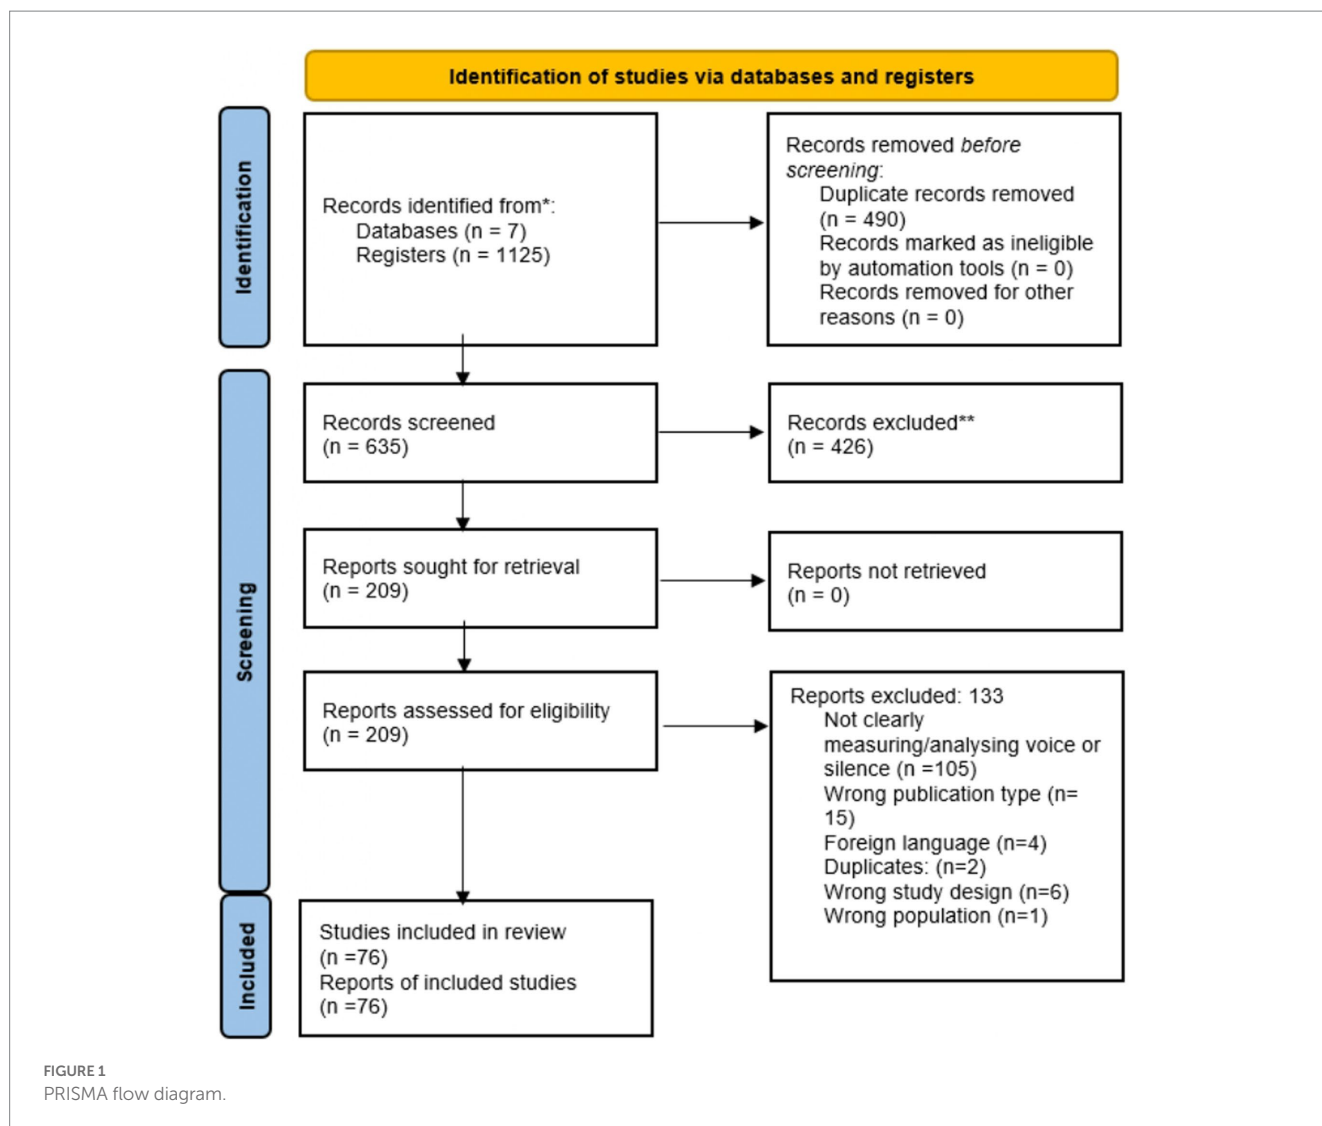 Identification of studies via databases and registers
Identification
Records identified from*:
Databases (n = 7)
Registers (n = 1125)
Records removed before
screening:
Duplicate records removed
(n = 490)
Records marked as ineligible
by automation tools (n = 0)
Records removed for other
reasons (n = 0)
Screening
Records screened
(n = 635)
Records excluded**
(n = 426)
Reports sought for retrieval
(n = 209)
Reports not retrieved
(n = 0)
Reports assessed for eligibility
(n = 209)
Reports excluded: 133
Not clearly
measuring/analysing voice or
silence (n =105)
Wrong publication type (n=
15)
Foreign language (n=4)
Duplicates: (n=2)
Wrong study design (n=6)
Wrong population (n=1)
Included
Studies included in review
(n =76)
Reports of included studies
(n =76)
FIGURE 1
PRISMA flow diagram.